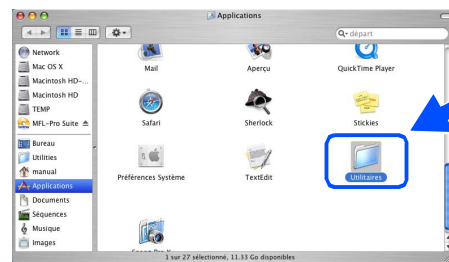 Applications
départ
Network
Mac OS X
Macintosh HD-...
Macintosh HD
TEMP
MFL-Pro Suite
Bureau
Utilities
manual
Applications
Documents
Séquences
Musique
Images
Mail
Aperçu
QuickTime Player
Safari
Sherlock
Stickies
Préférences Système
TextEdit
Utilitaires
1 sur 27 sélectionné, 11.33 Go disponibles